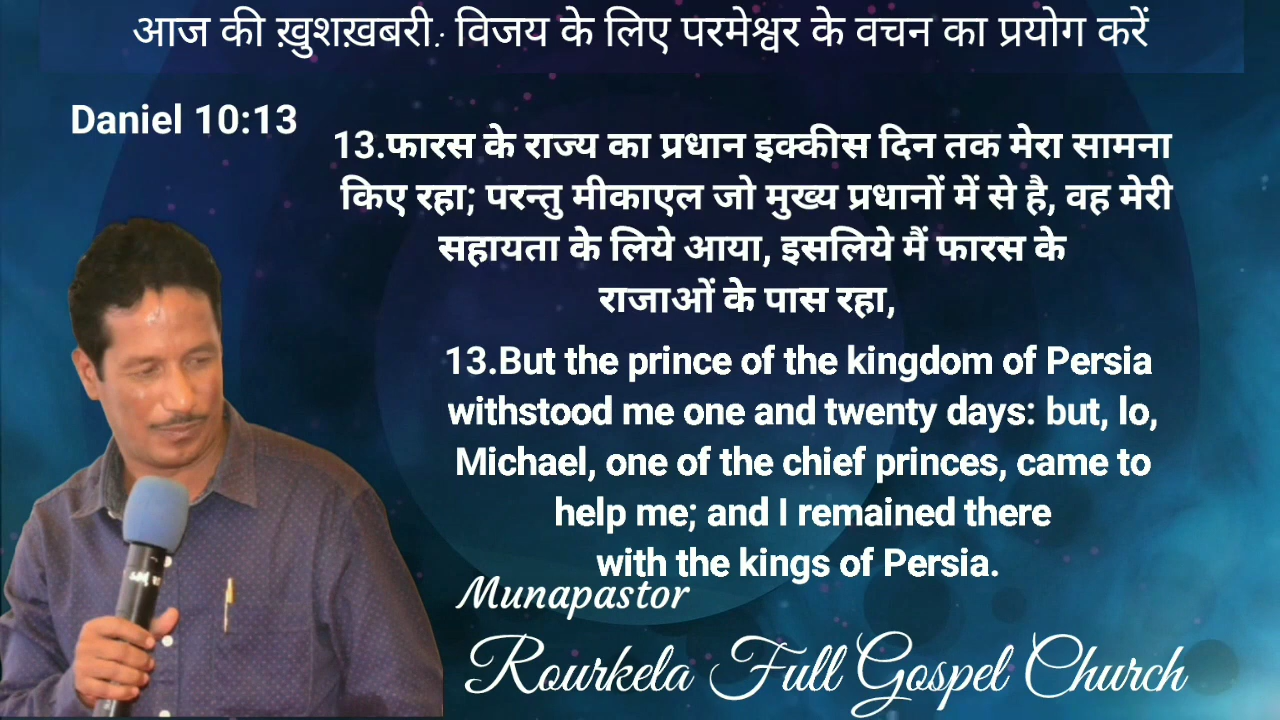 आज की ख़ुशख़बरी: विजय के लिए परमेश्वर के वचन का प्रयोग करें
Daniel 10:13
13.फारस के राज्य का प्रधान इक्कीस दिन तक मेरा सामना
किए रहा; परन्तु मीकाएल जो मुख्य प्रधानों में से है, वह मेरी
सहायता के लिये आया, इसलिये मैं फारस के
राजाओं के पास रहा,
13.But the prince of the kingdom of Persia
withstood me one and twenty days: but, lo,
Michael, one of the chief princes, came to
help me; and I remained there
with the kings of Persia.
Munapastor
Rourkela Full Gospel Church